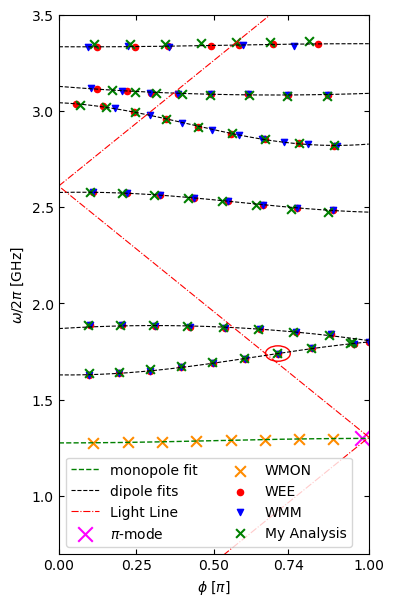 3.5
3.0
2.5
2.0
1.5
1.0
ω/2π [GHz]
monopole fit
dipole fits
Light Line
π-mode
WMON
WEE
WMM
My Analysis
0.00
0.25
0.50
0.74
1.00
ϕ [π]